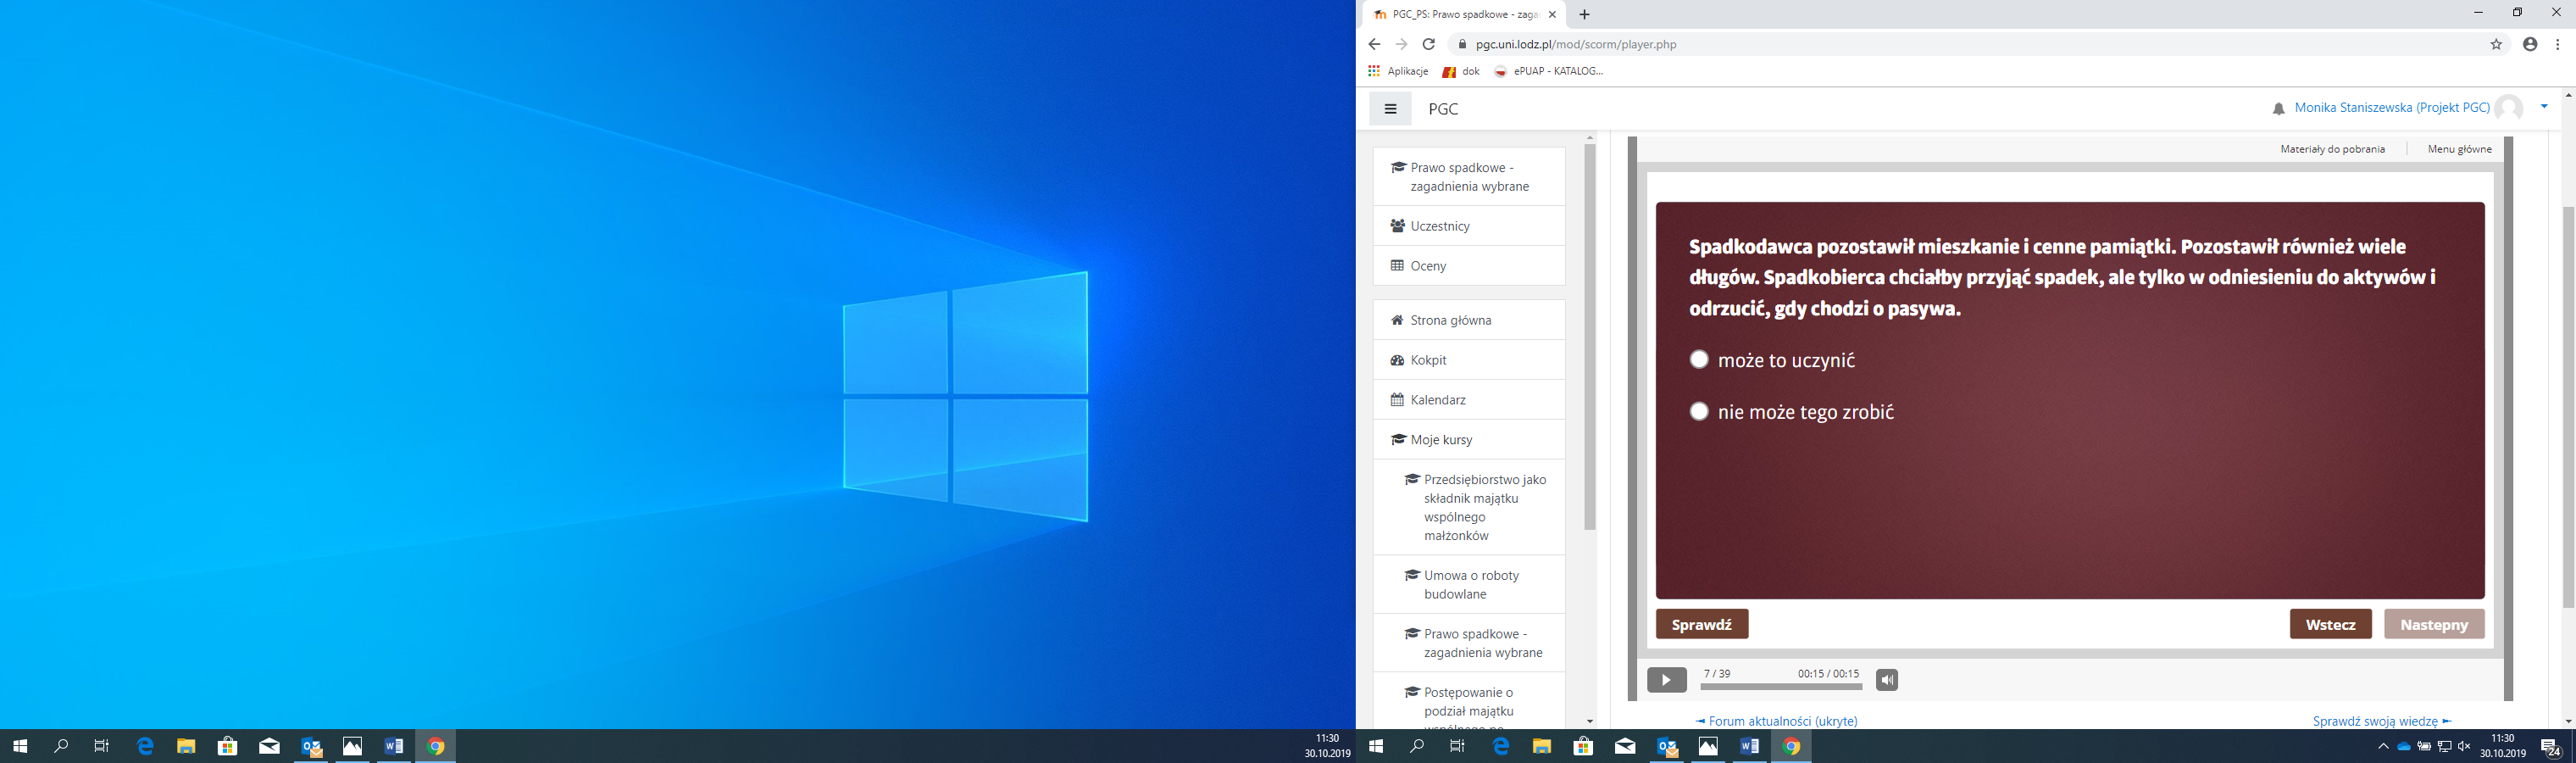 PGC_PS: Prawo spadkowe - zaga
pgc.uni.lodz.pl/mod/scorm/player.php
Aplikacje dok ePUAP - KATALOG...
PGC
Monika Staniszewska (Projekt PGC)
Prawo spadkowe -
zagadnienia wybrane
Uczestnicy
Oceny
Strona główna
Kokpit
Kalendarz
Moje kursy
Przedsiębiorstwo jako
składnik majątku
wspólnego
małżonków
Umowa o roboty
budowlane
Prawo spadkowe -
zagadnienia wybrane
Postępowanie o
podział majątku
wspólnego po
Materiały do pobrania
Menu główne
Spadkodawca pozostawił mieszkanie i cenne pamiątki. Pozostawił również wiele
długów. Spadkobierca chciałby przyjąć spadek, ale tylko w odniesieniu do aktywów i
odrzucić, gdy chodzi o pasywa.
może to uczynić
nie może tego zrobić
Sprawdź
Wstecz
Nastepny
7 / 39
00:15 / 00:15
◄ Forum aktualności (ukryte)
Sprawdź swoją wiedzę ►
11:30
30.10.2019
11:30
30.10.2019
24